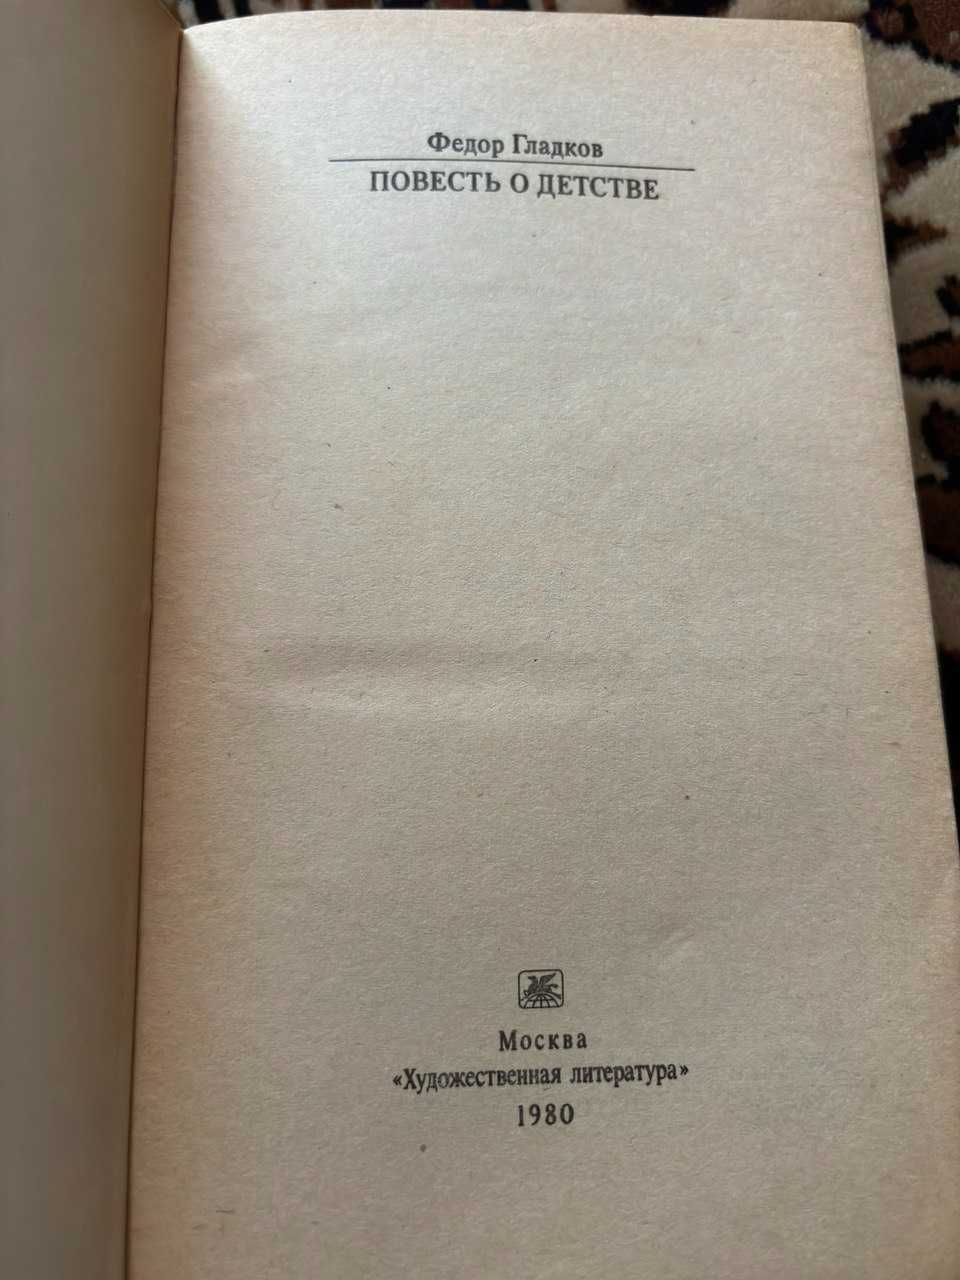 Федор Гладков
ПОВЕСТЬ О ДЕТСТВЕ
Москва
«Художественная литература»
1980